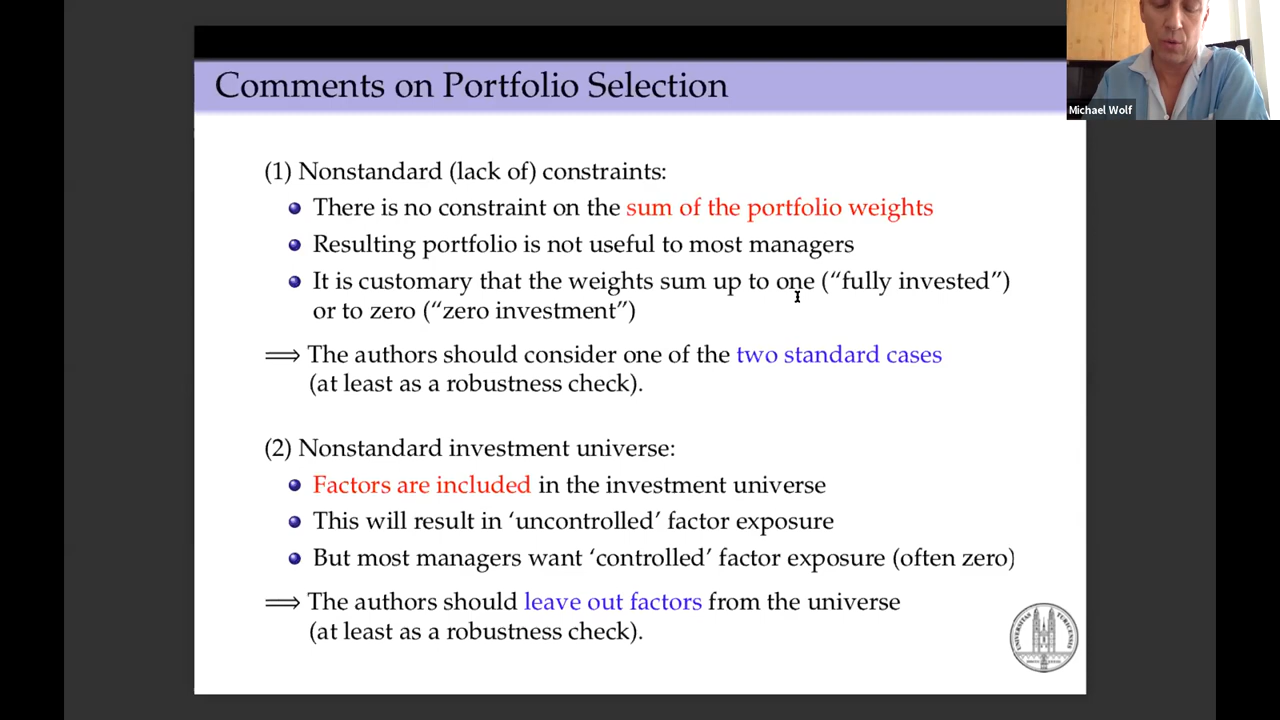 Comments on Portfolio Selection
Michael Wolf
(1) Nonstandard (lack of) constraints:
There is no constraint on the sum of the portfolio weights
Resulting portfolio is not useful to most managers
It is customary that the weights sum up to one (“fully invested”)
or to zero (“zero investment”)
⟹ The authors should consider one of the two standard cases
(at least as a robustness check).
(2) Nonstandard investment universe:
Factors are included in the investment universe
This will result in ‘uncontrolled’ factor exposure
But most managers want ‘controlled’ factor exposure (often zero)
⟹ The authors should leave out factors from the universe
(at least as a robustness check).
UNIVERSITAS
TURICENSIS